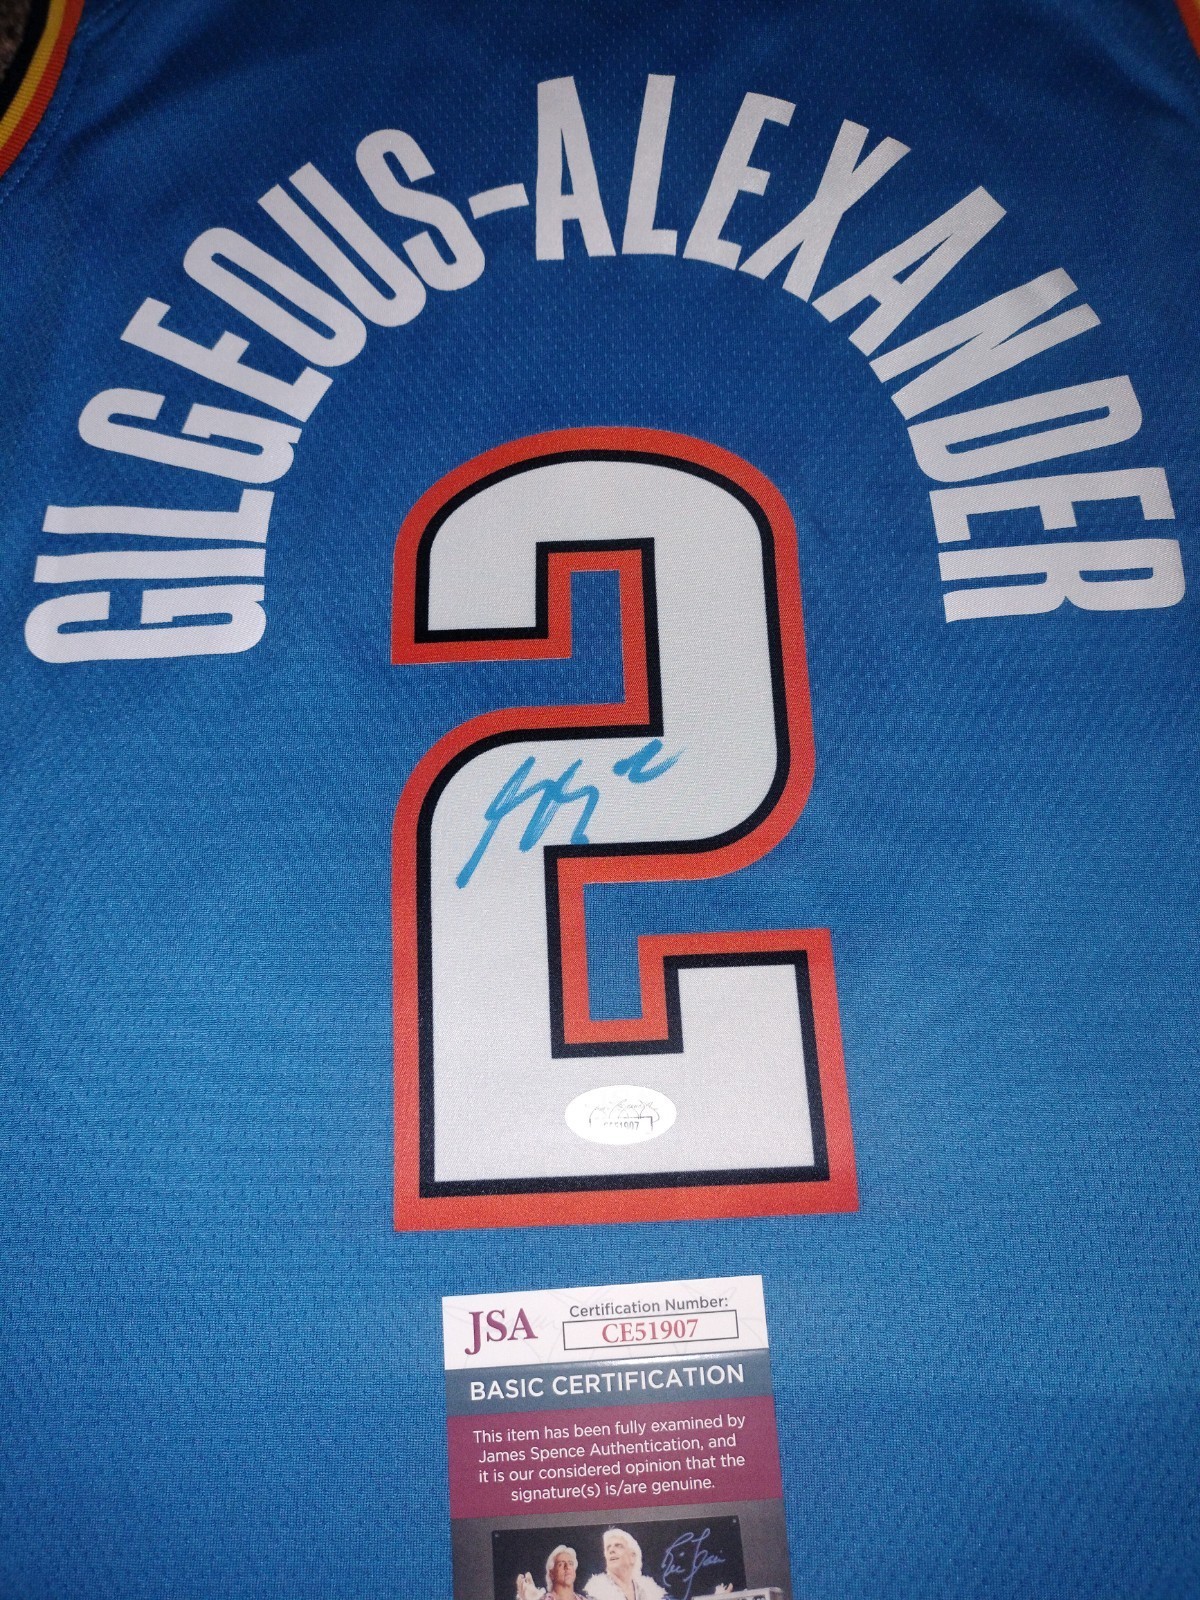 GILGEOUS-ALEXANDER
2
CE51907
JSA
Certification Number:
CE51907
BASIC CERTIFICATION
This item has been fully examined by
James Spence Authentication, and
it is our considered opinion that the
signature(s) is/are genuine.